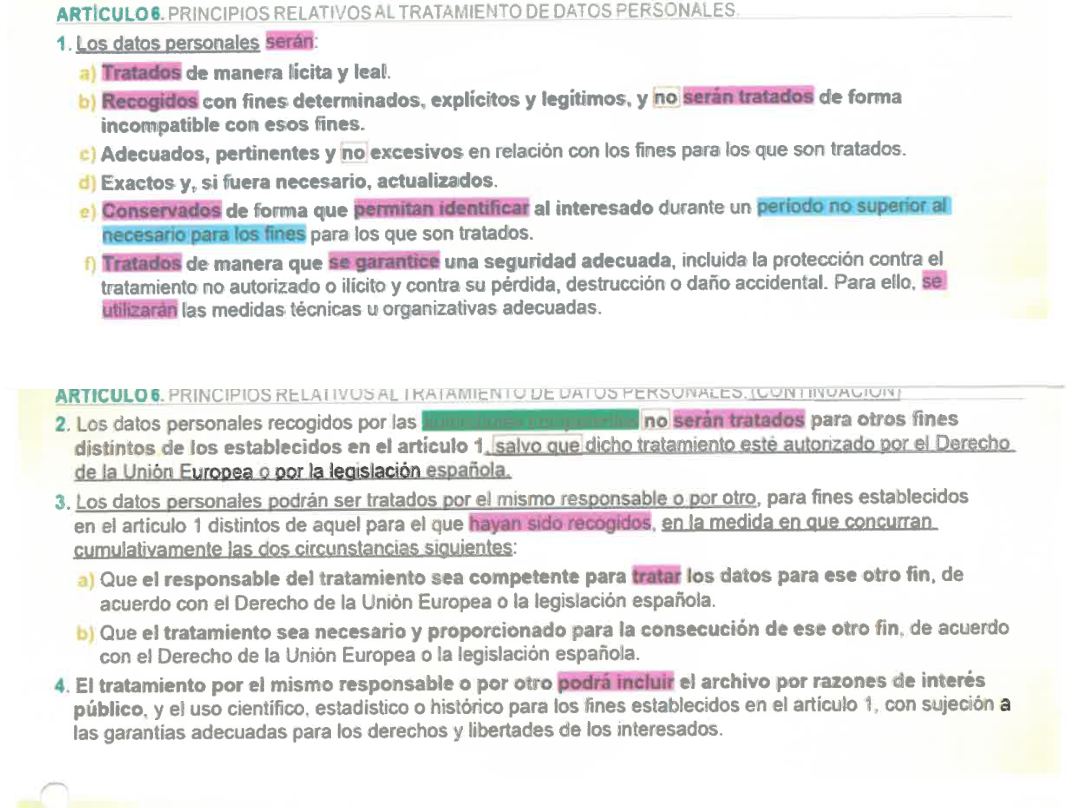 ARTÍCULO 6. PRINCIPIOS RELATIVOS AL TRATAMIENTO DE DATOS PERSONALES.
1. Los datos personales serán:
a) Tratados de manera lícita y leal.
b) Recogidos con fines determinados, explícitos y legítimos, y no serán tratados de forma
incompatible con esos fines.
c) Adecuados, pertinentes y no excesivos en relación con los fines para los que son tratados.
d) Exactos y, si fuera necesario, actualizados.
e) Conservados de forma que permitan identificar al interesado durante un período no superior al
necesario para los fines para los que son tratados.
f) Tratados de manera que se garantice una seguridad adecuada, incluida la protección contra el
tratamiento no autorizado o ilícito y contra su pérdida, destrucción o daño accidental. Para ello, se
utilizarán las medidas técnicas u organizativas adecuadas.
ARTÍCULO 6. PRINCIPIOS RELATIVOS AL TRATAMIENTO DE DATOS PERSONALES. (CONTINUACIÓN)
2. Los datos personales recogidos por las no serán tratados para otros fines
distintos de los establecidos en el artículo 1, salvo que dicho tratamiento esté autorizado por el Derecho
de la Unión Europea o por la legislación española.
3. Los datos personales podrán ser tratados por el mismo responsable o por otro, para fines establecidos
en el artículo 1 distintos de aquel para el que hayan sido recogidos, en la medida en que concurran
cumulativamente las dos circunstancias siguientes:
a) Que el responsable del tratamiento sea competente para tratar los datos para ese otro fin, de
acuerdo con el Derecho de la Unión Europea o la legislación española.
b) Que el tratamiento sea necesario y proporcionado para la consecución de ese otro fin, de acuerdo
con el Derecho de la Unión Europea o la legislación española.
4. El tratamiento por el mismo responsable o por otro podrá incluir el archivo por razones de interés
público, y el uso científico, estadístico o histórico para los fines establecidos en el artículo 1, con sujeción a
las garantías adecuadas para los derechos y libertades de los interesados.